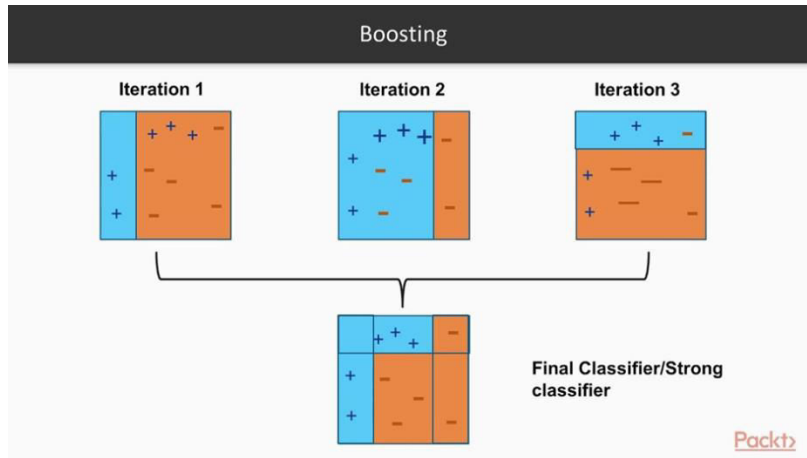 Boosting
Iteration 1
Iteration 2
Iteration 3
Final Classifier/Strong
classifier
Packt>